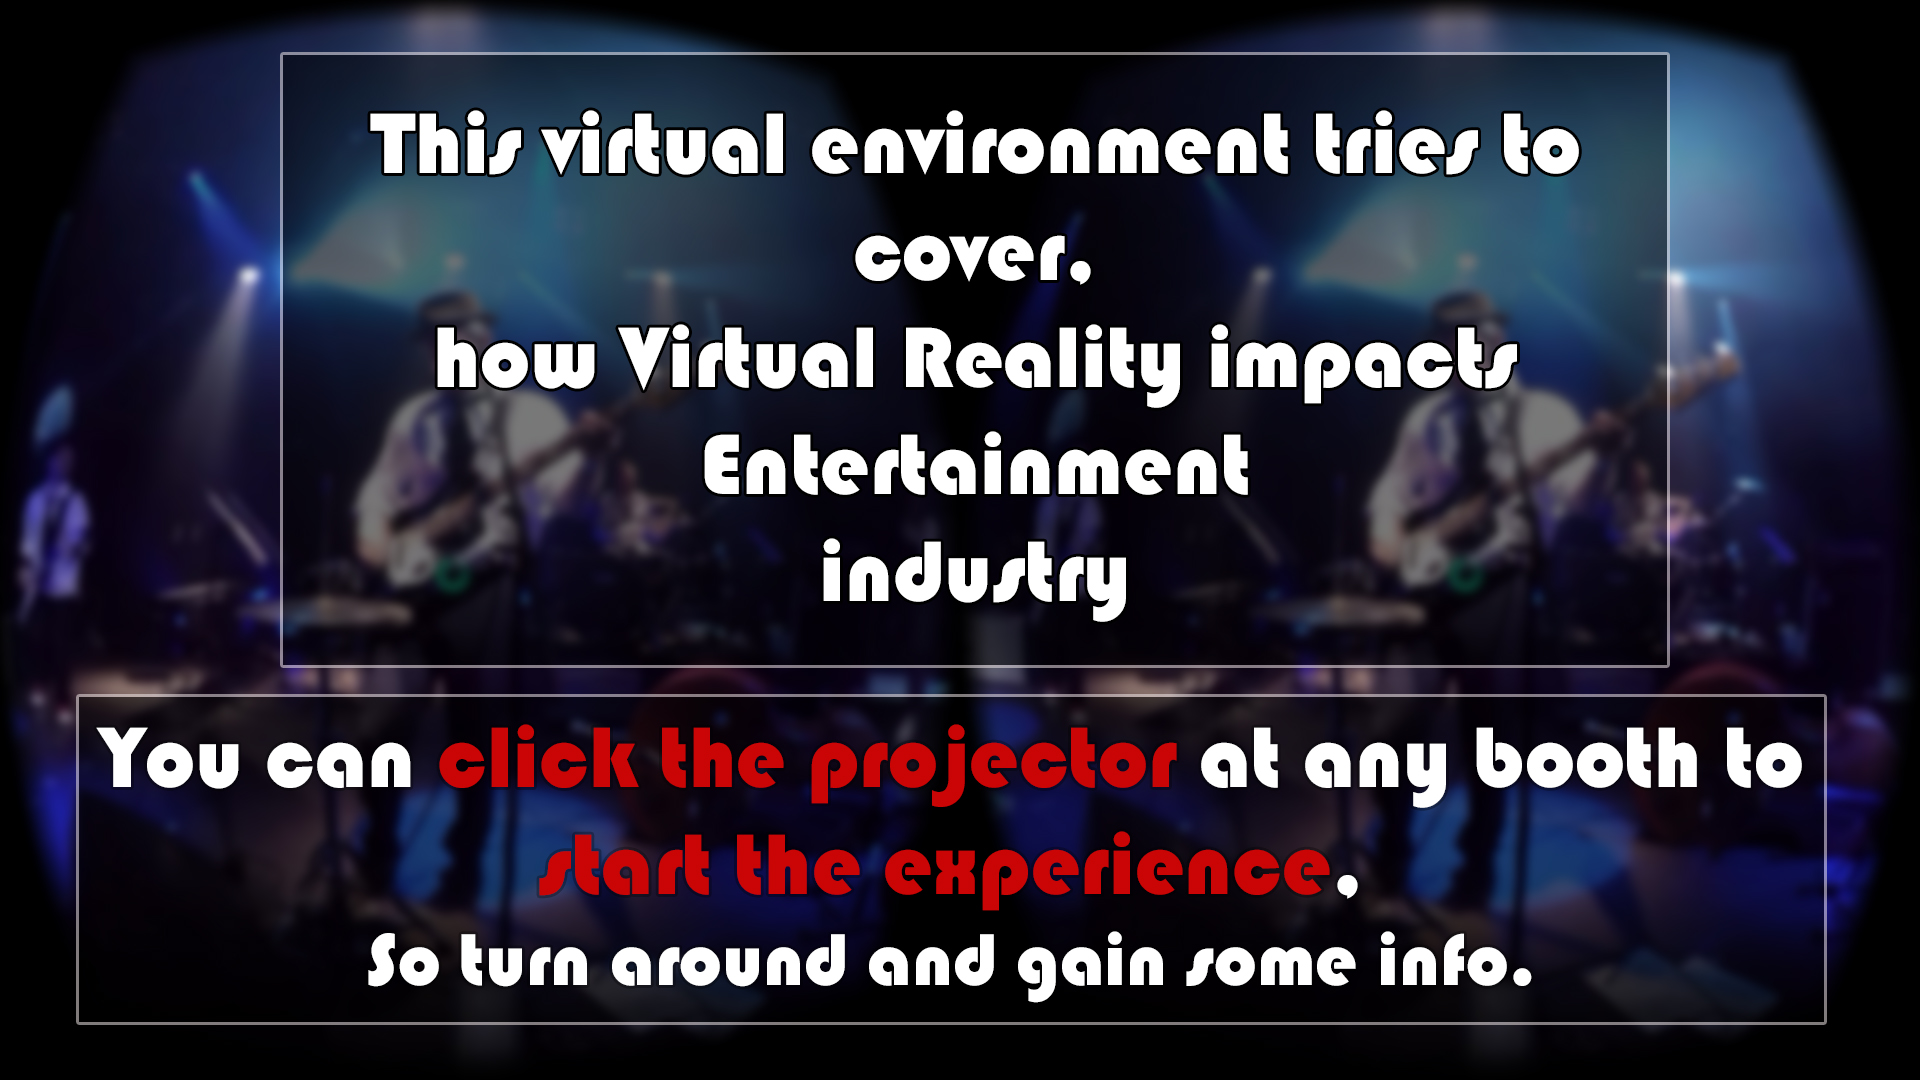 This virtual environment tries to
cover,
how Virtual Reality impacts
Entertainment
industry
You can click the projector at any booth to
start the experience,
So turn around and gain some info.